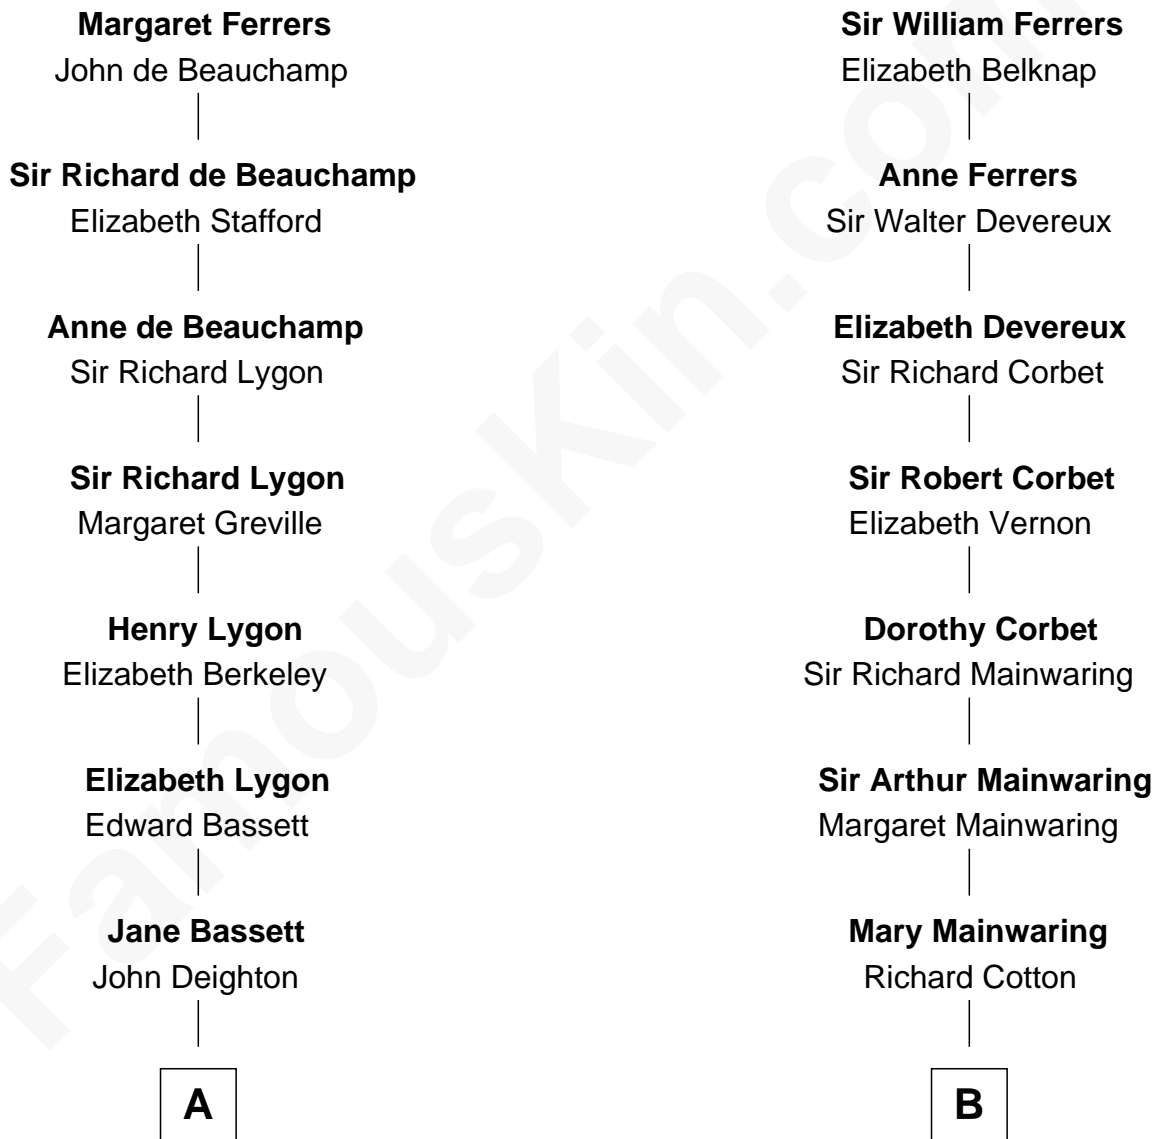 Margaret Ferrers
John de Beauchamp
Sir Richard de Beauchamp
Elizabeth Stafford
Anne de Beauchamp
Sir Richard Lygon
Sir Richard Lygon
Margaret Greville
Henry Lygon
Elizabeth Berkeley
Elizabeth Lygon
Edward Bassett
Jane Bassett
John Deighton
A
Sir William Ferrers
Elizabeth Belknap
Anne Ferrers
Sir Walter Devereux
Elizabeth Devereux
Sir Richard Corbet
Sir Robert Corbet
Elizabeth Vernon
Dorothy Corbet
Sir Richard Mainwaring
Sir Arthur Mainwaring
Margaret Mainwaring
Mary Mainwaring
Richard Cotton
B
FamousKin.com